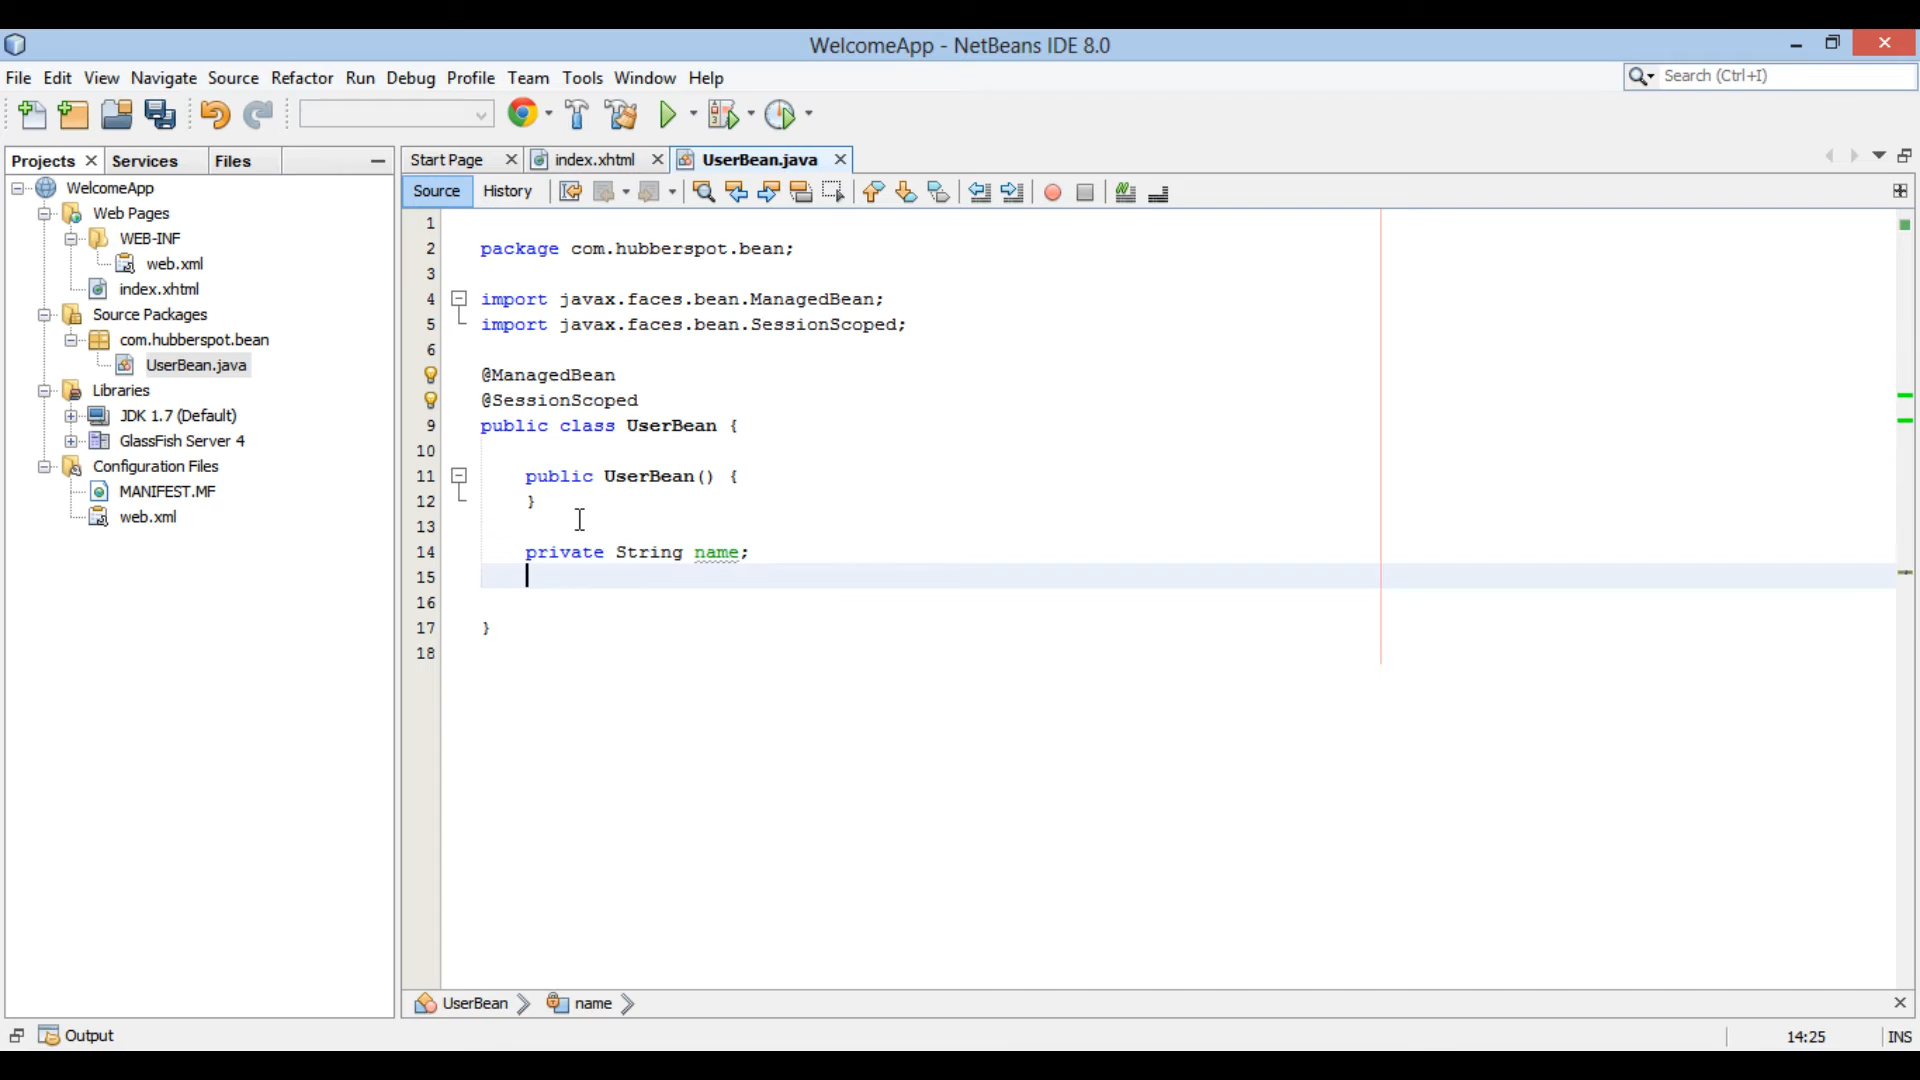 WelcomeApp - NetBeans IDE 8.0
File Edit View Navigate Source Refactor Run Debug Profile Team Tools Window Help
Search (Ctrl+I)
Projects Services Files
Start Page index.xhtml UserBean.java
Source History
WelcomeApp
Web Pages
WEB-INF
web.xml
index.xhtml
Source Packages
com.hubberspot.bean
UserBean.java
Libraries
JDK 1.7 (Default)
GlassFish Server 4
Configuration Files
MANIFEST.MF
web.xml
1
2 package com.hubberspot.bean;
3
4 import javax.faces.bean.ManagedBean;
5 import javax.faces.bean.SessionScoped;
6
@ManagedBean
@SessionScoped
9 public class UserBean {
10
11 public UserBean() {
12 }
13
14 private String name;
15
16
17 }
18
UserBean name
Output
14:25 INS